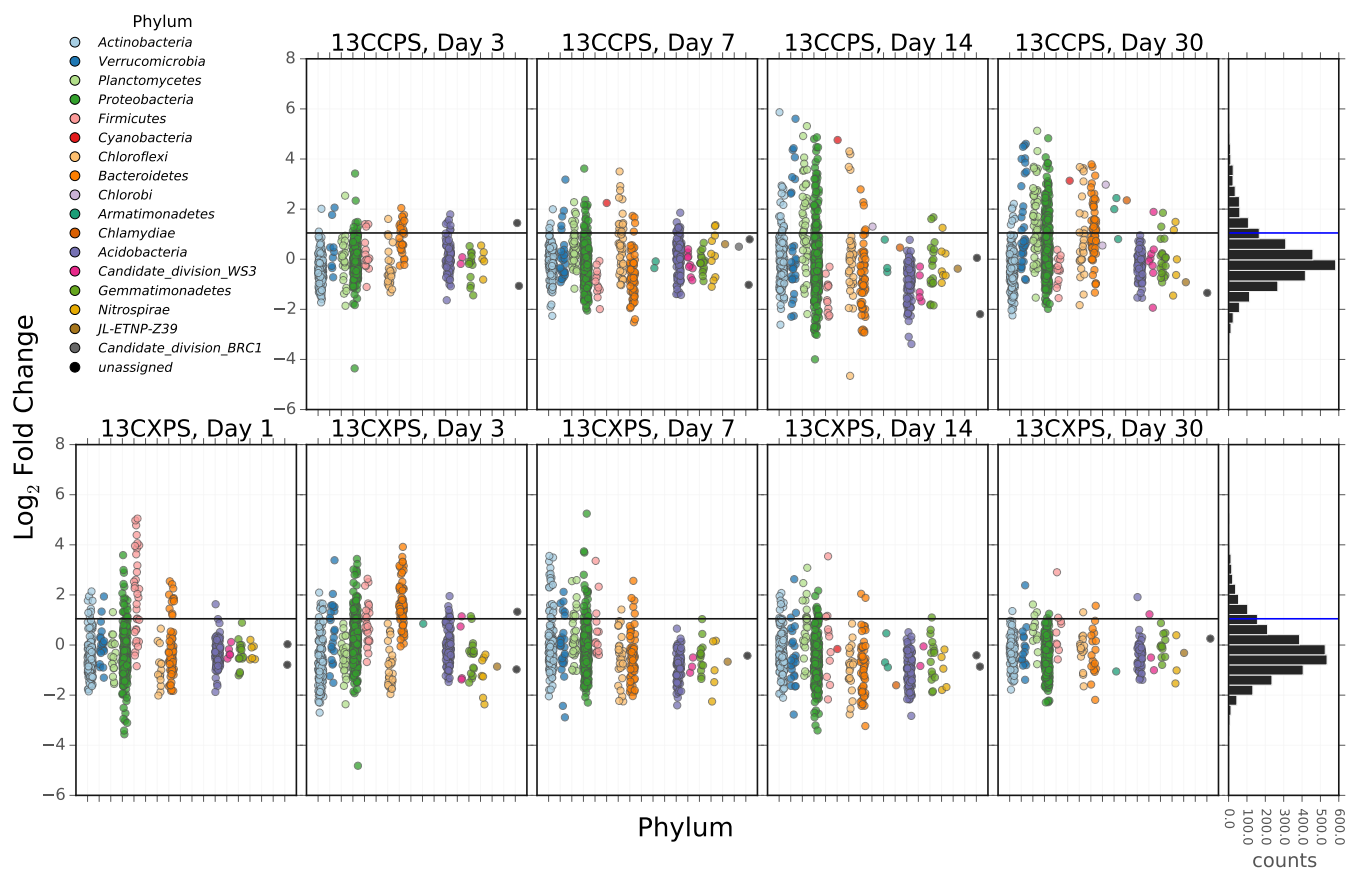 Phylum
Actinobacteria
Verrucomicrobia
Planctomycetes
Proteobacteria
Firmicutes
Cyanobacteria
Chloroflexi
Bacteroidetes
Chlorobi
Armatimonadetes
Chlamydiae
Acidobacteria
Candidate_division_WS3
Gemmatimonadetes
Nitrospirae
JL-ETNP-Z39
Candidate_division_BRC1
unassigned
13CCPS, Day 3
13CCPS, Day 7
13CCPS, Day 14
13CCPS, Day 30
8
6
4
2
0
−2
−4
−6
Log2 Fold Change
13CXPS, Day 1
13CXPS, Day 3
13CXPS, Day 7
13CXPS, Day 14
13CXPS, Day 30
8
6
4
2
0
−2
−4
−6
0.0
100.0
200.0
300.0
400.0
500.0
600.0
counts
Phylum